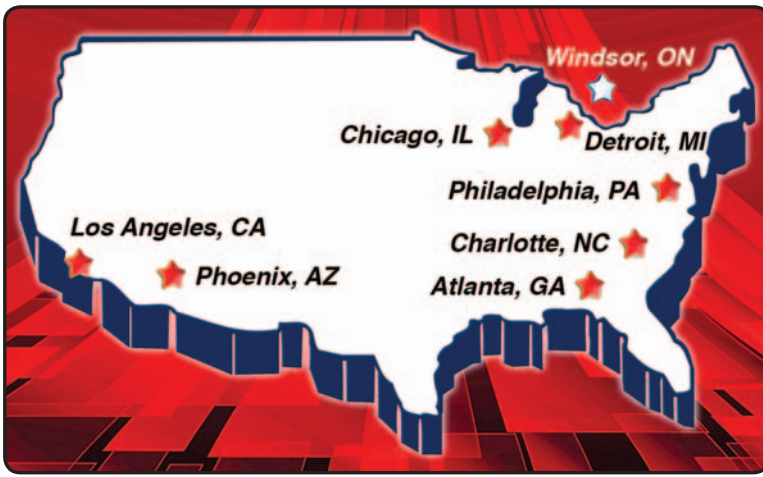 Windsor, ON
Chicago, IL
Detroit, MI
Philadelphia, PA
Los Angeles, CA
Charlotte, NC
Phoenix, AZ
Atlanta, GA